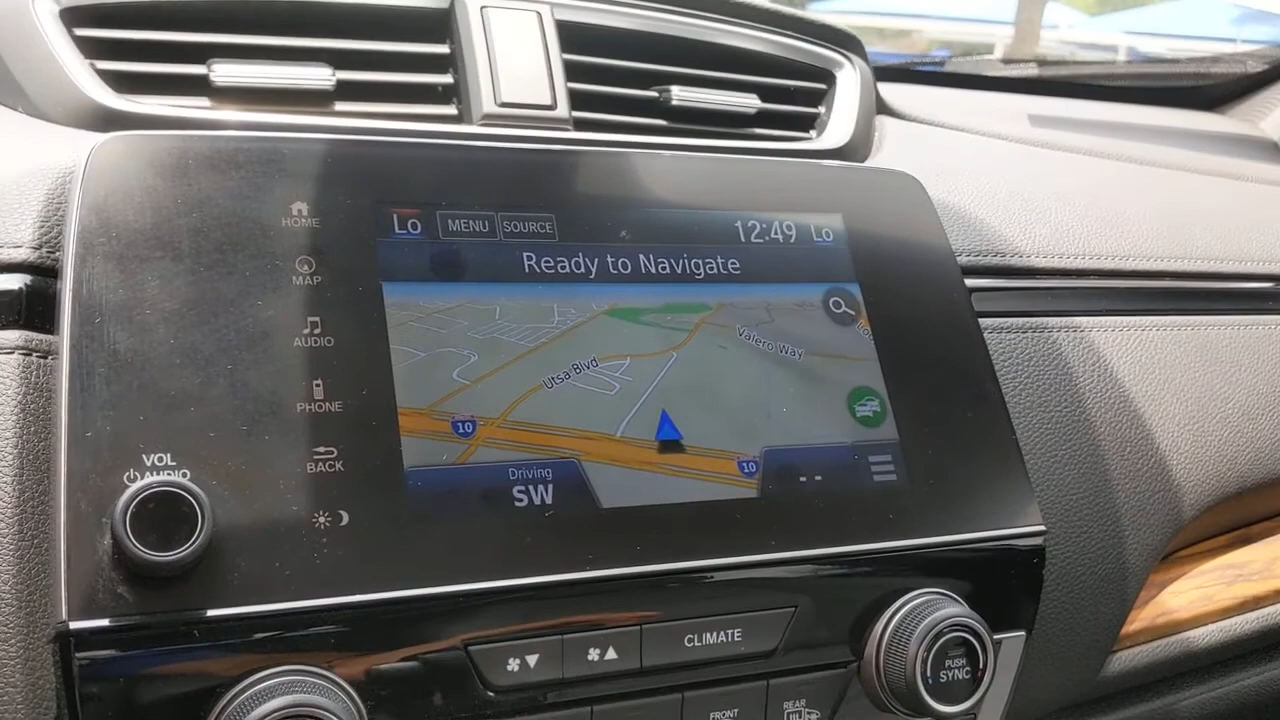 HOME
MAP
AUDIO
PHONE
BACK
VOL
AUDIO
Lo
MENU
SOURCE
12:49
Lo
Ready to Navigate
Utsa Blvd
Valero Way
10
10
Driving
SW
--
CLIMATE
PUSH
SYNC
FRONT
REAR